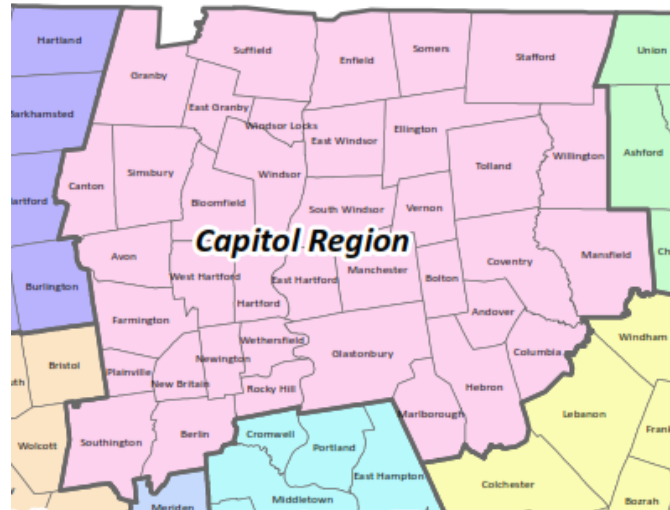 Hartland
Suffield
Enfield
Somers
Stafford
Union
Granby
East Granby
Windsor Locks
East Windsor
Ellington
Tolland
Willington
Ashford
Simsbury
Canton
Windsor
Bloomfield
South Windsor
Vernon
Capitol Region
Avon
West Hartford
East Hartford
Manchester
Bolton
Coventry
Mansfield
Burlington
Hartford
Andover
Farmington
Wethersfield
Newington
Glastonbury
Columbia
Windham
Bristol
Plainville
New Britain
Rocky Hill
Hebron
Marlborough
Lebanon
Wolcott
Southington
Berlin
Cromwell
Portland
East Hampton
Colchester
Middletown
Meridan
Bozrah